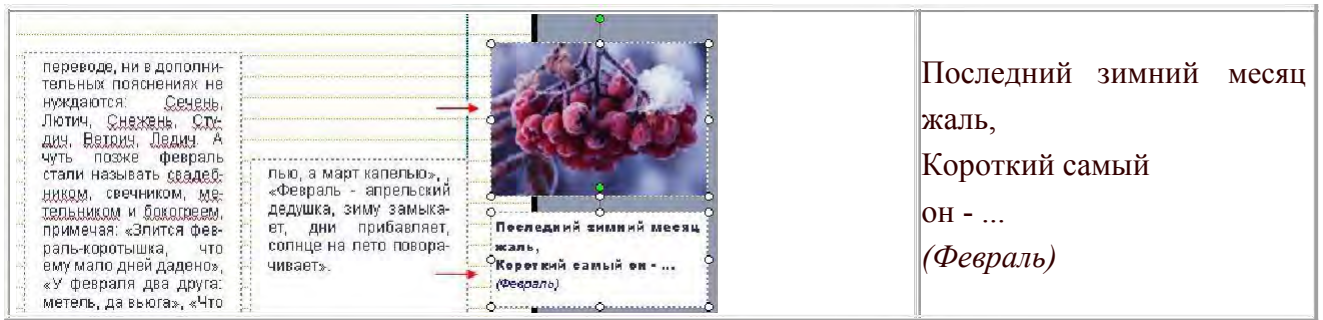 переводе, ни в дополни-
тельных пояснениях не
нуждаются: Сечень,
Лютич, Снежень, Сту-
дич, Ветрич, Ледич. А
чуть позже февраль
стали называть свадеб-
ником, свечником, ме-
тельником и бокогреем,
примечая: «Злится фев-
раль-коротышка, что
ему мало дней дадено»,
«У февраля два друга:
метель, да вьюга», «Что
лью, а март капелью»,
«Февраль - апрельский
дедушка, зиму замыка-
ет, дни прибавляет,
солнце на лето повора-
чивает».
Последний зимний месяц
жаль,
Короткий самый он - ...
(Февраль)
Последний зимний месяц
жаль,
Короткий самый
он - ...
(Февраль)